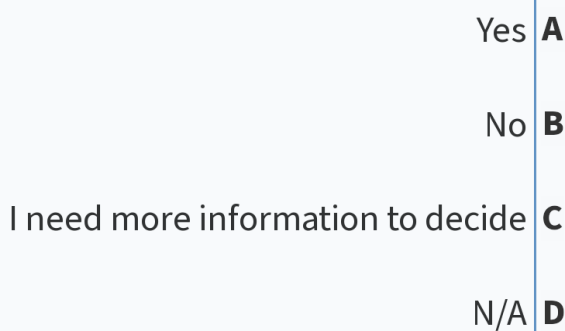 Yes A
No B
I need more information to decide C
N/A D